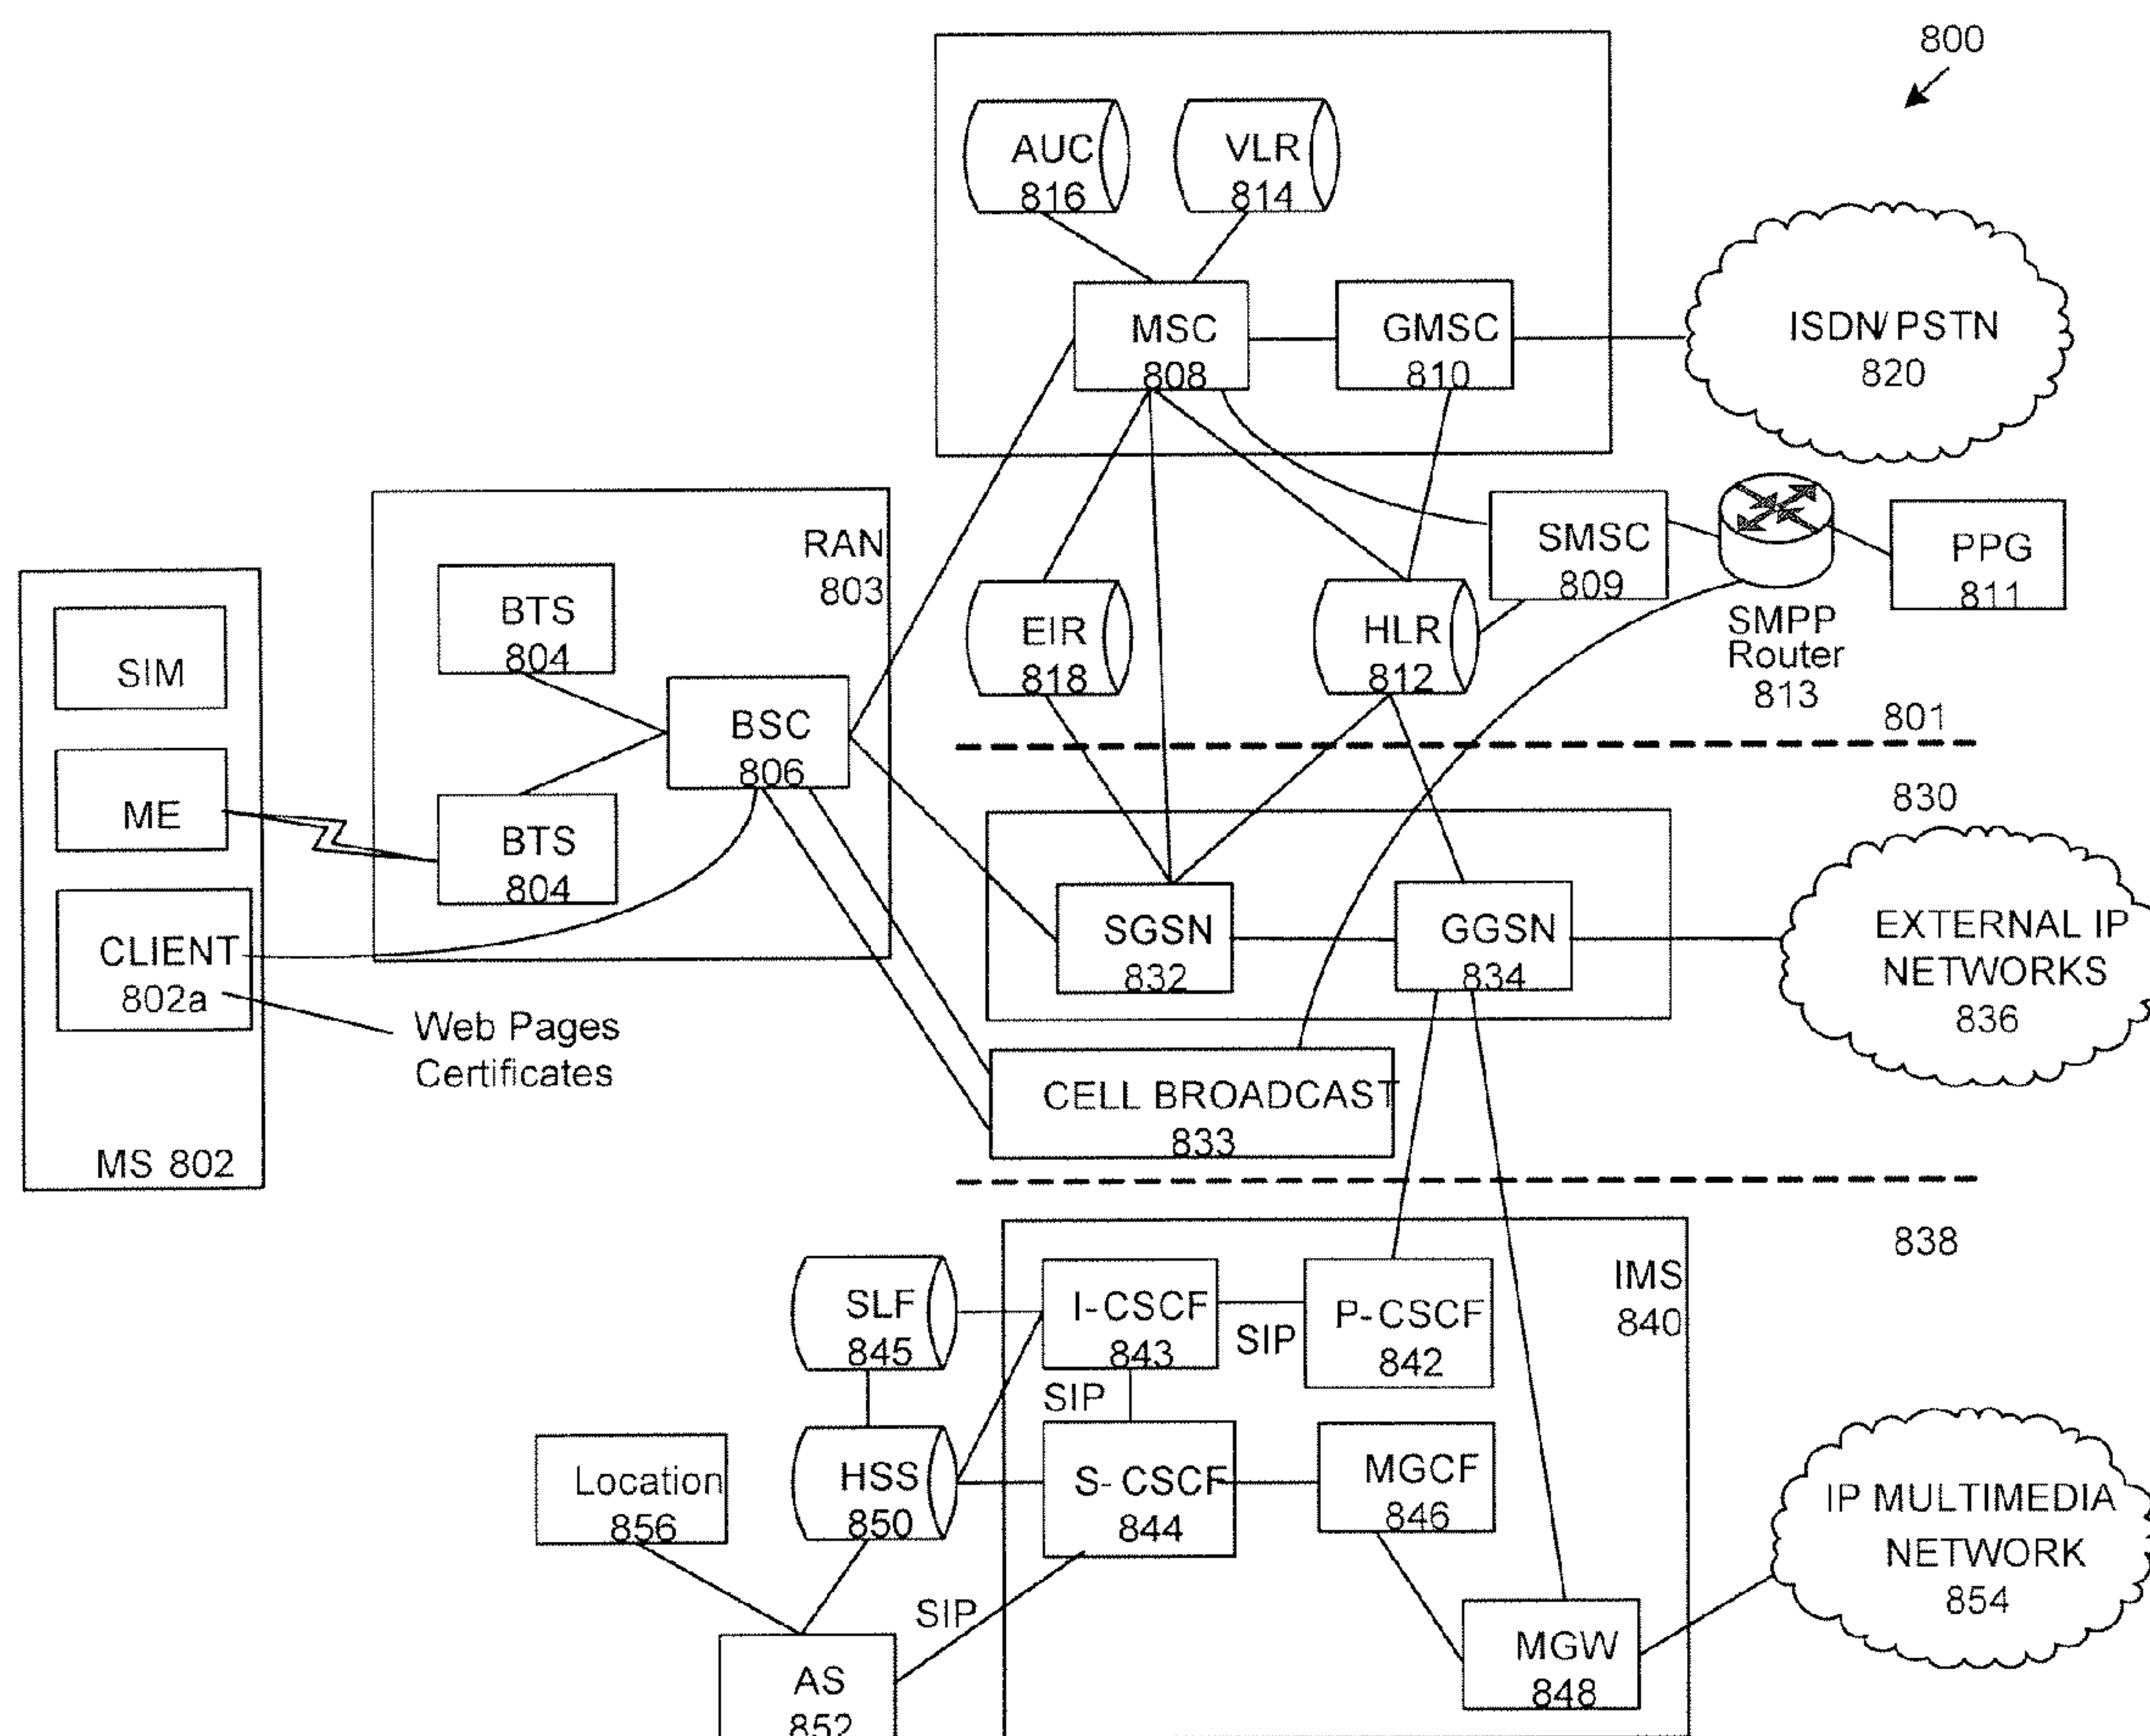 800
AUC
816
VLR
814
MSC
808
GMSC
810
ISDN/PSTN
820
RAN
803
BTS
804
BSC
806
BTS
804
SIM
ME
CLIENT
802a
MS 802
Web Pages
Certificates
EIR
818
HLR
812
SMSC
809
SMPP
Router
813
PPG
811
801
830
SGSN
832
GGSN
834
EXTERNAL IP
NETWORKS
836
CELL BROADCAST
833
838
SLF
845
I-CSCF
843
SIP
P-CSCF
842
IMS
840
SIP
Location
856
HSS
850
S-CSCF
844
MGCF
846
IP MULTIMEDIA
NETWORK
854
SIP
AS
852
MGW
848